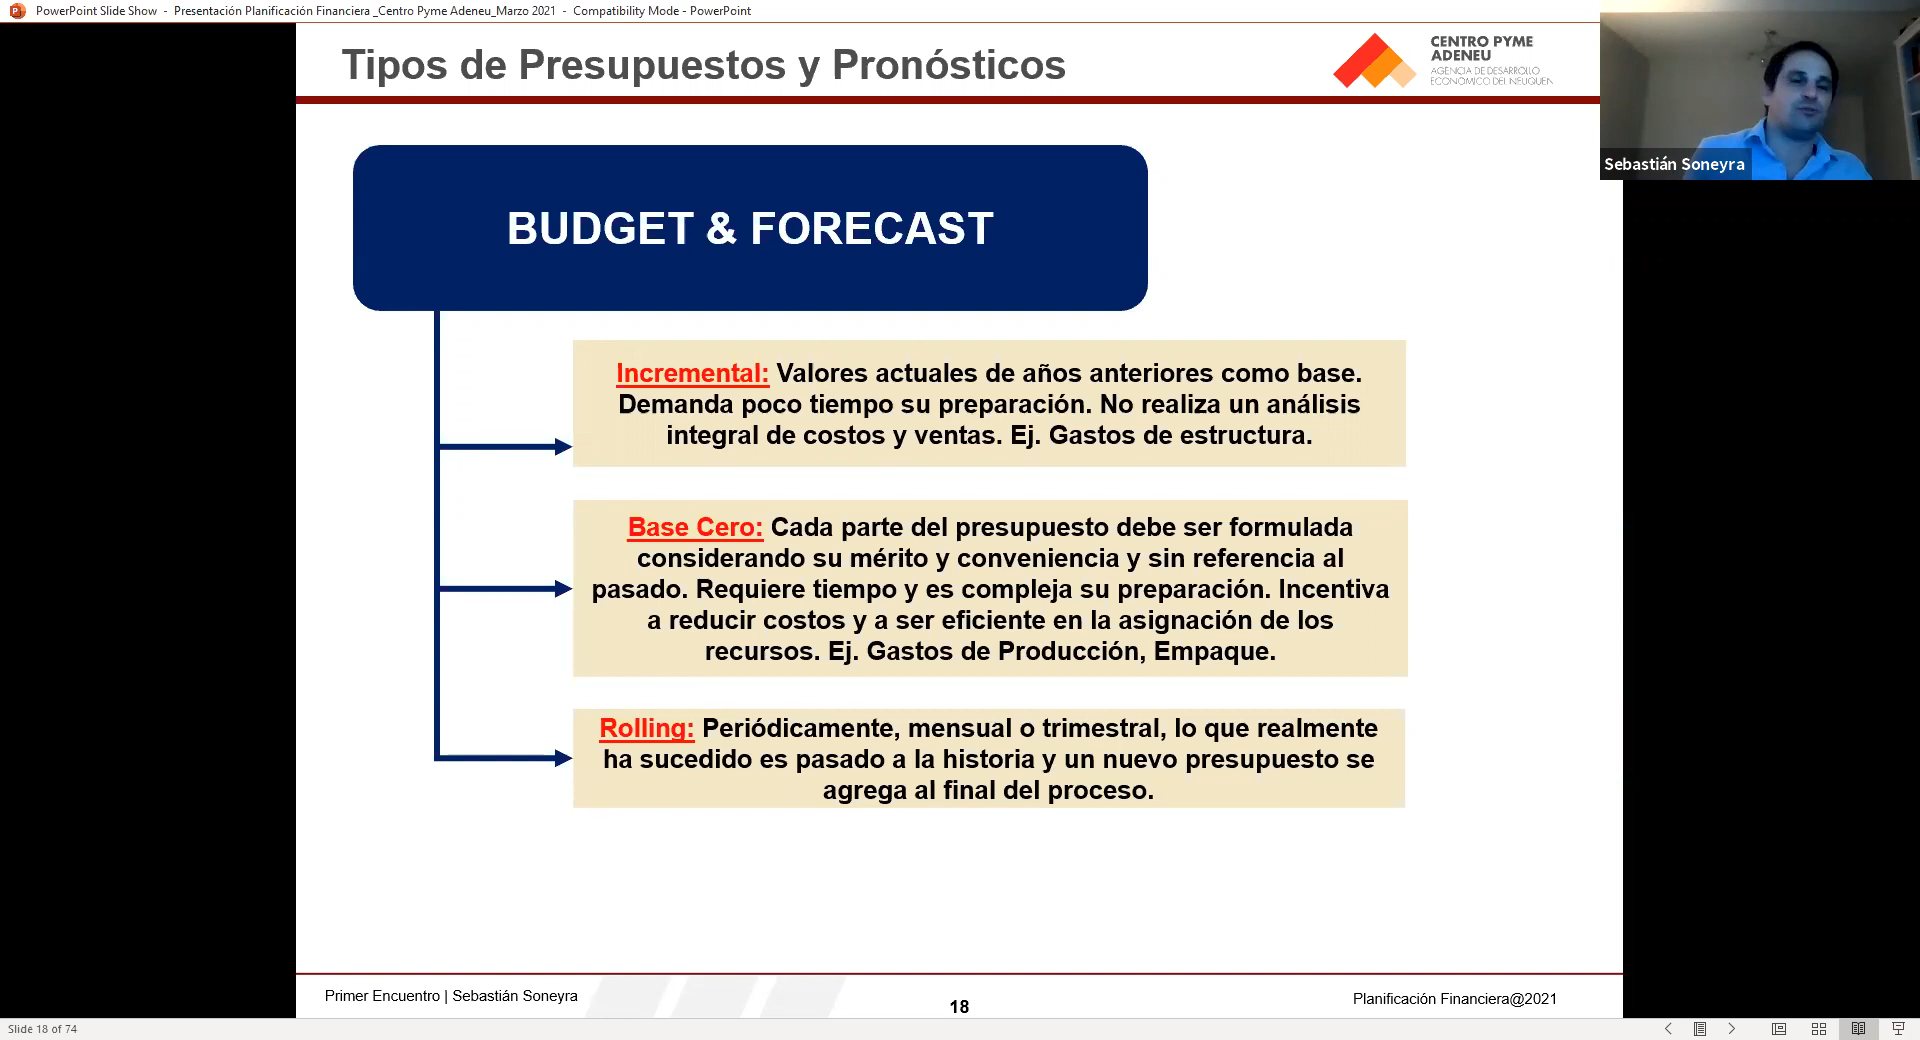 PowerPoint Slide Show - Presentación Planificación Financiera _Centro Pyme Adeneu_Marzo 2021 - Compatibility Mode - PowerPoint
Tipos de Presupuestos y Pronósticos
CENTRO PYME
ADENEU
AGENCIA DE DESARROLLO
ECONOMICO DEL NEUQUEN
Sebastián Soneyra
BUDGET & FORECAST
Incremental: Valores actuales de años anteriores como base.
Demanda poco tiempo su preparación. No realiza un análisis
integral de costos y ventas. Ej. Gastos de estructura.
Base Cero: Cada parte del presupuesto debe ser formulada
considerando su mérito y conveniencia y sin referencia al
pasado. Requiere tiempo y es compleja su preparación. Incentiva
a reducir costos y a ser eficiente en la asignación de los
recursos. Ej. Gastos de Producción, Empaque.
Rolling: Periódicamente, mensual o trimestral, lo que realmente
ha sucedido es pasado a la historia y un nuevo presupuesto se
agrega al final del proceso.
Primer Encuentro | Sebastián Soneyra
18
Planificación Financiera@2021
Slide 18 of 74